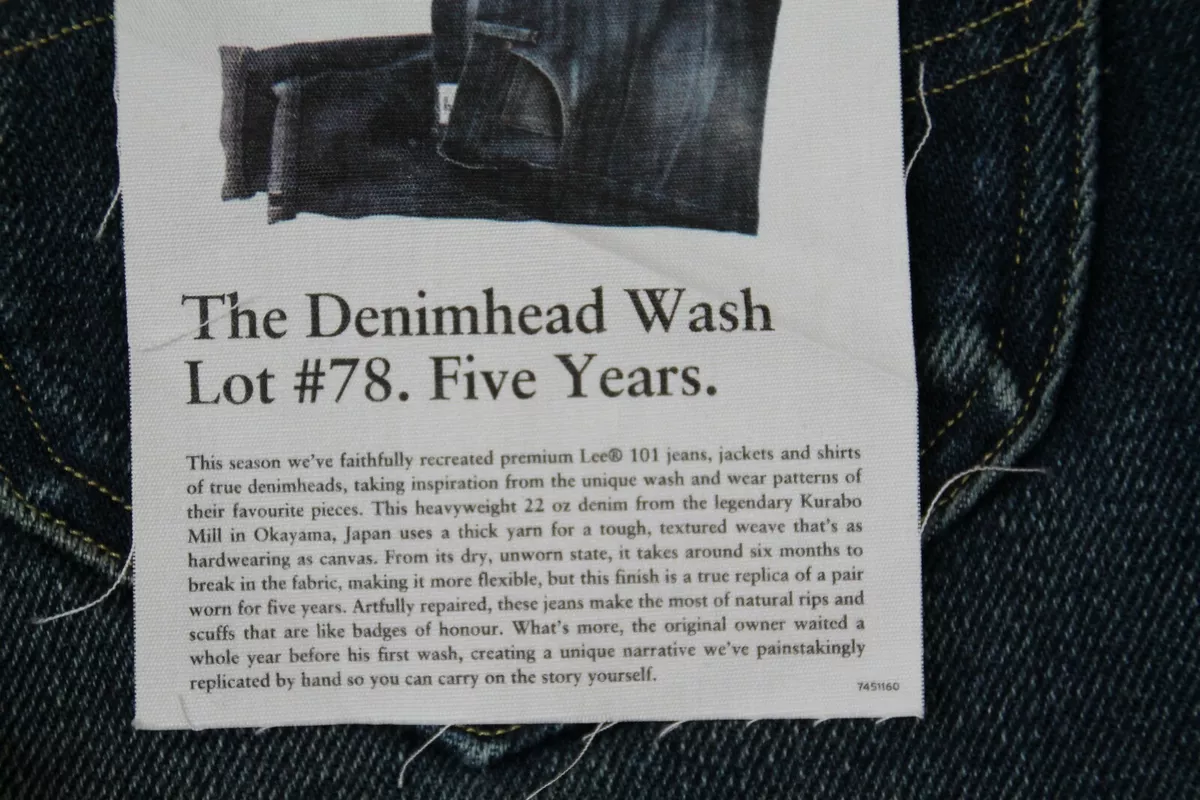 The Denimhead Wash
Lot #78. Five Years.
This season we've faithfully recreated premium Lee® 101 jeans, jackets and shirts
of true denimheads, taking inspiration from the unique wash and wear patterns of
their favourite pieces. This heavyweight 22 oz denim from the legendary Kurabo
Mill in Okayama, Japan uses a thick yarn for a tough, textured weave that's as
hardwearing as canvas. From its dry, unworn state, it takes around six months to
break in the fabric, making it more flexible, but this finish is a true replica of a pair
worn for five years. Artfully repaired, these jeans make the most of natural rips and
scuffs that are like badges of honour. What's more, the original owner waited a
whole year before his first wash, creating a unique narrative we've painstakingly
replicated by hand so you can carry on the story yourself.
7451160